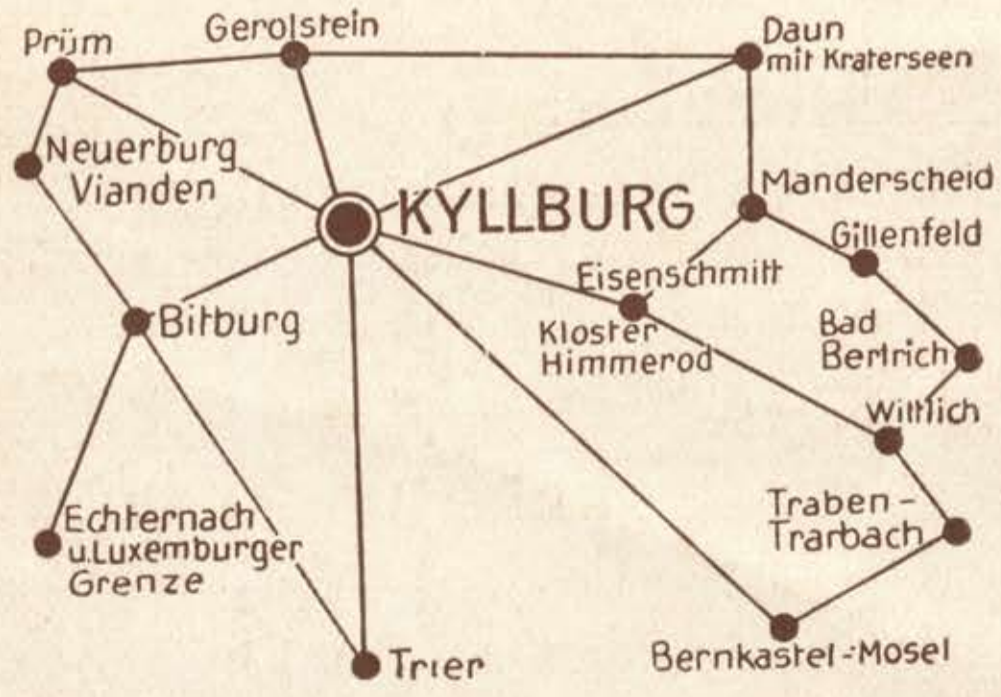 Prüm
Gerolstein
Daun
mit Kraterseen
Neuerburg
Vianden
KYLLBURG
Manderscheid
Gillenfeld
Eisenschmitt
Kloster
Himmerod
Bitburg
Bad
Bertrich
Wittlich
Traben-
Trarbach
Echternach
u. Luxemburger
Grenze
Trier
Bernkastel-Mosel